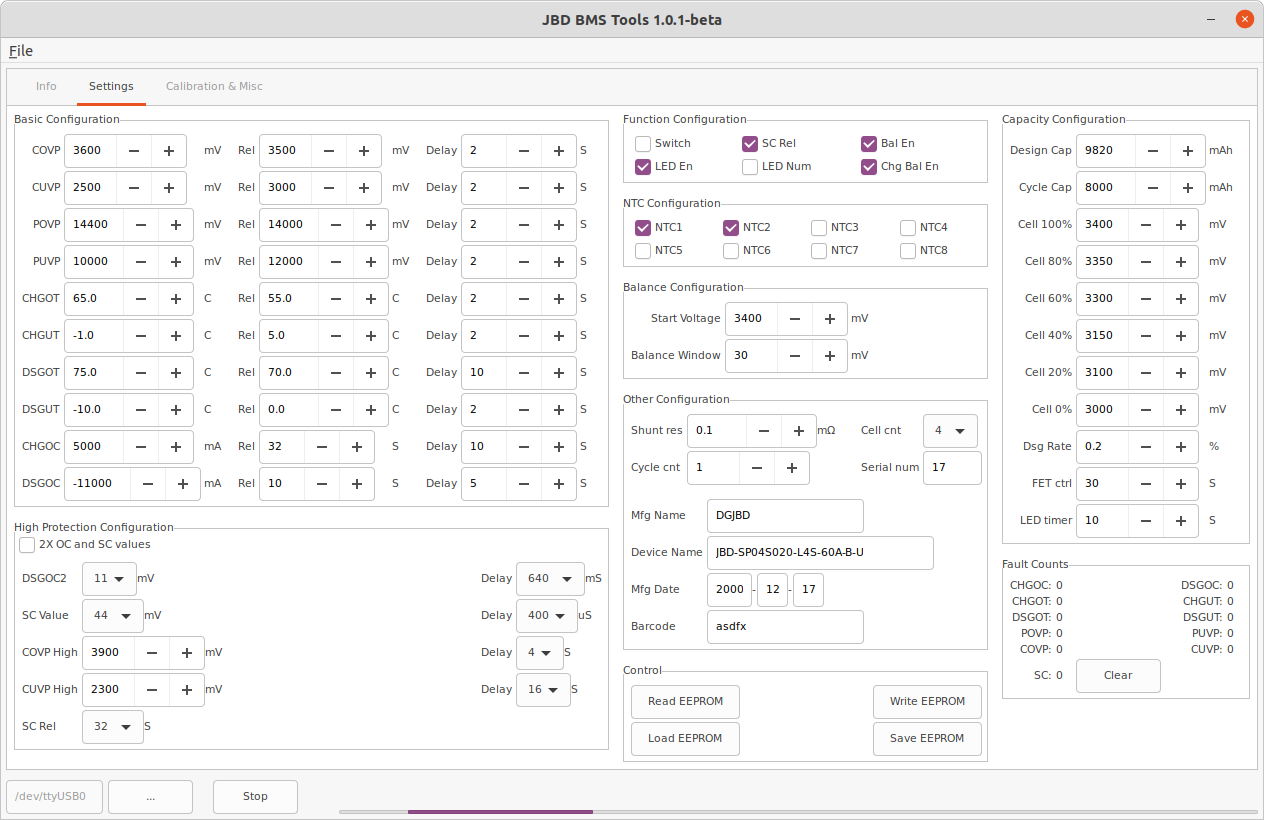 JBD BMS Tools 1.0.1-beta
File
Info Settings Calibration & Misc
Basic Configuration
COVP 3600 mV Rel 3500 mV Delay 2 S
CUVP 2500 mV Rel 3000 mV Delay 2 S
POVP 14400 mV Rel 14000 mV Delay 2 S
PUVP 10000 mV Rel 12000 mV Delay 2 S
CHGOT 65.0 C Rel 55.0 C Delay 2 S
CHGUT -1.0 C Rel 5.0 C Delay 2 S
DSGOT 75.0 C Rel 70.0 C Delay 10 S
DSGUT -10.0 C Rel 0.0 C Delay 2 S
CHGOC 5000 mA Rel 32 S Delay 10 S
DSGOC -11000 mA Rel 10 S Delay 5 S
High Protection Configuration
2X OC and SC values
DSGOC2 11 mV Delay 640 mS
SC Value 44 mV Delay 400 uS
COVP High 3900 mV Delay 4 S
CUVP High 2300 mV Delay 16 S
SC Rel 32 S
Function Configuration
Switch SC Rel Bal En
LED En LED Num Chg Bal En
NTC Configuration
NTC1 NTC2 NTC3 NTC4
NTC5 NTC6 NTC7 NTC8
Balance Configuration
Start Voltage 3400 mV
Balance Window 30 mV
Other Configuration
Shunt res 0.1 mΩ Cell cnt 4
Cycle cnt 1 Serial num 17
Mfg Name DGJBD
Device Name JBD-SP04S020-L4S-60A-B-U
Mfg Date 2000 - 12 - 17
Barcode asdfx
Control
Read EEPROM Write EEPROM
Load EEPROM Save EEPROM
Capacity Configuration
Design Cap 9820 mAh
Cycle Cap 8000 mAh
Cell 100% 3400 mV
Cell 80% 3350 mV
Cell 60% 3300 mV
Cell 40% 3150 mV
Cell 20% 3100 mV
Cell 0% 3000 mV
Dsg Rate 0.2 %
FET ctrl 30 S
LED timer 10 S
Fault Counts
CHGOC: 0 DSGOC: 0
CHGOT: 0 CHGUT: 0
DSGOT: 0 DSGUT: 0
POVP: 0 PUVP: 0
COVP: 0 CUVP: 0
SC: 0 Clear
/dev/ttyUSB0 ... Stop